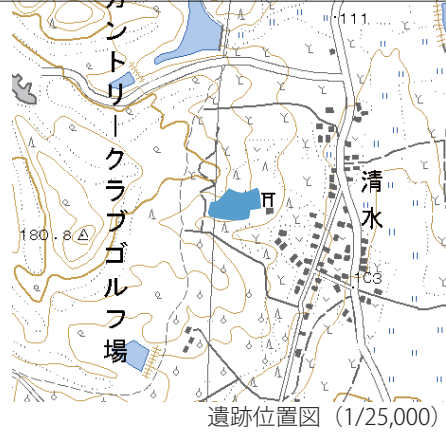 カントリークラブゴルフ場
・111
清水
180.8
.103
遺跡位置図（1/25,000）